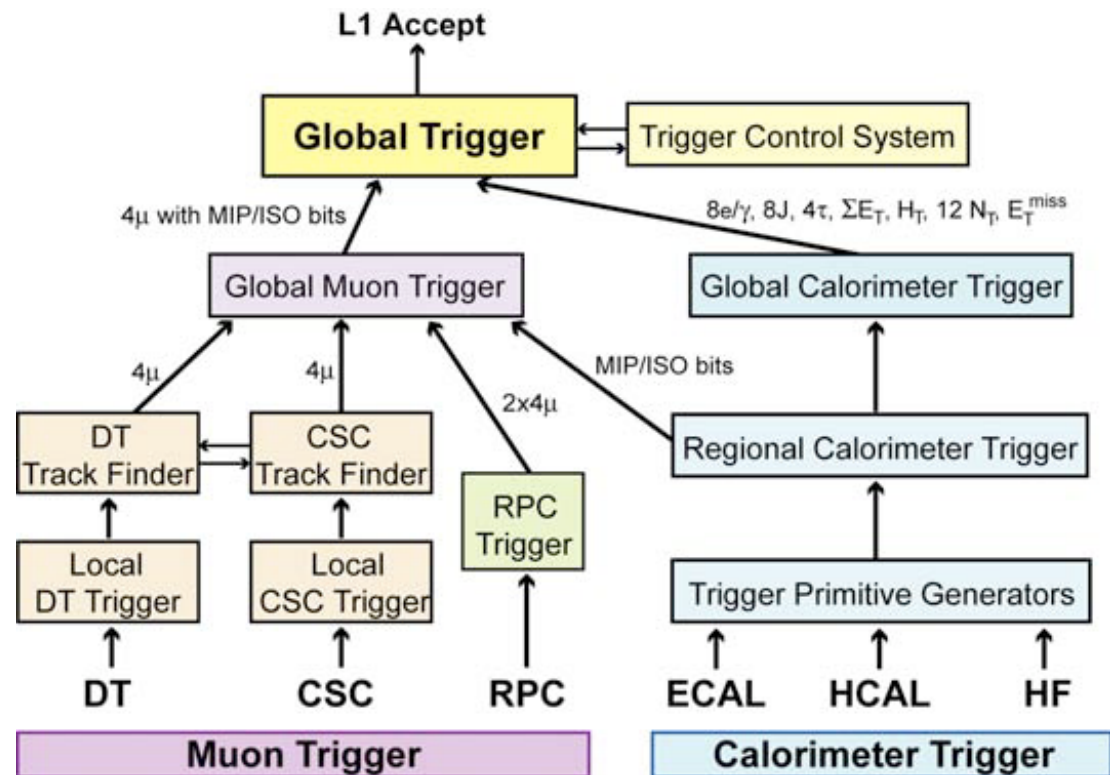 L1 Accept
Global Trigger
Trigger Control System
4μ with MIP/ISO bits
8e/γ, 8J, 4τ, ΣE_T, H_T, 12 N_T, E_T^miss
Global Muon Trigger
Global Calorimeter Trigger
4μ
4μ
2x4μ
MIP/ISO bits
DT
Track Finder
CSC
Track Finder
RPC
Trigger
Regional Calorimeter Trigger
Local
DT Trigger
Local
CSC Trigger
Trigger Primitive Generators
DT
CSC
RPC
ECAL
HCAL
HF
Muon Trigger
Calorimeter Trigger